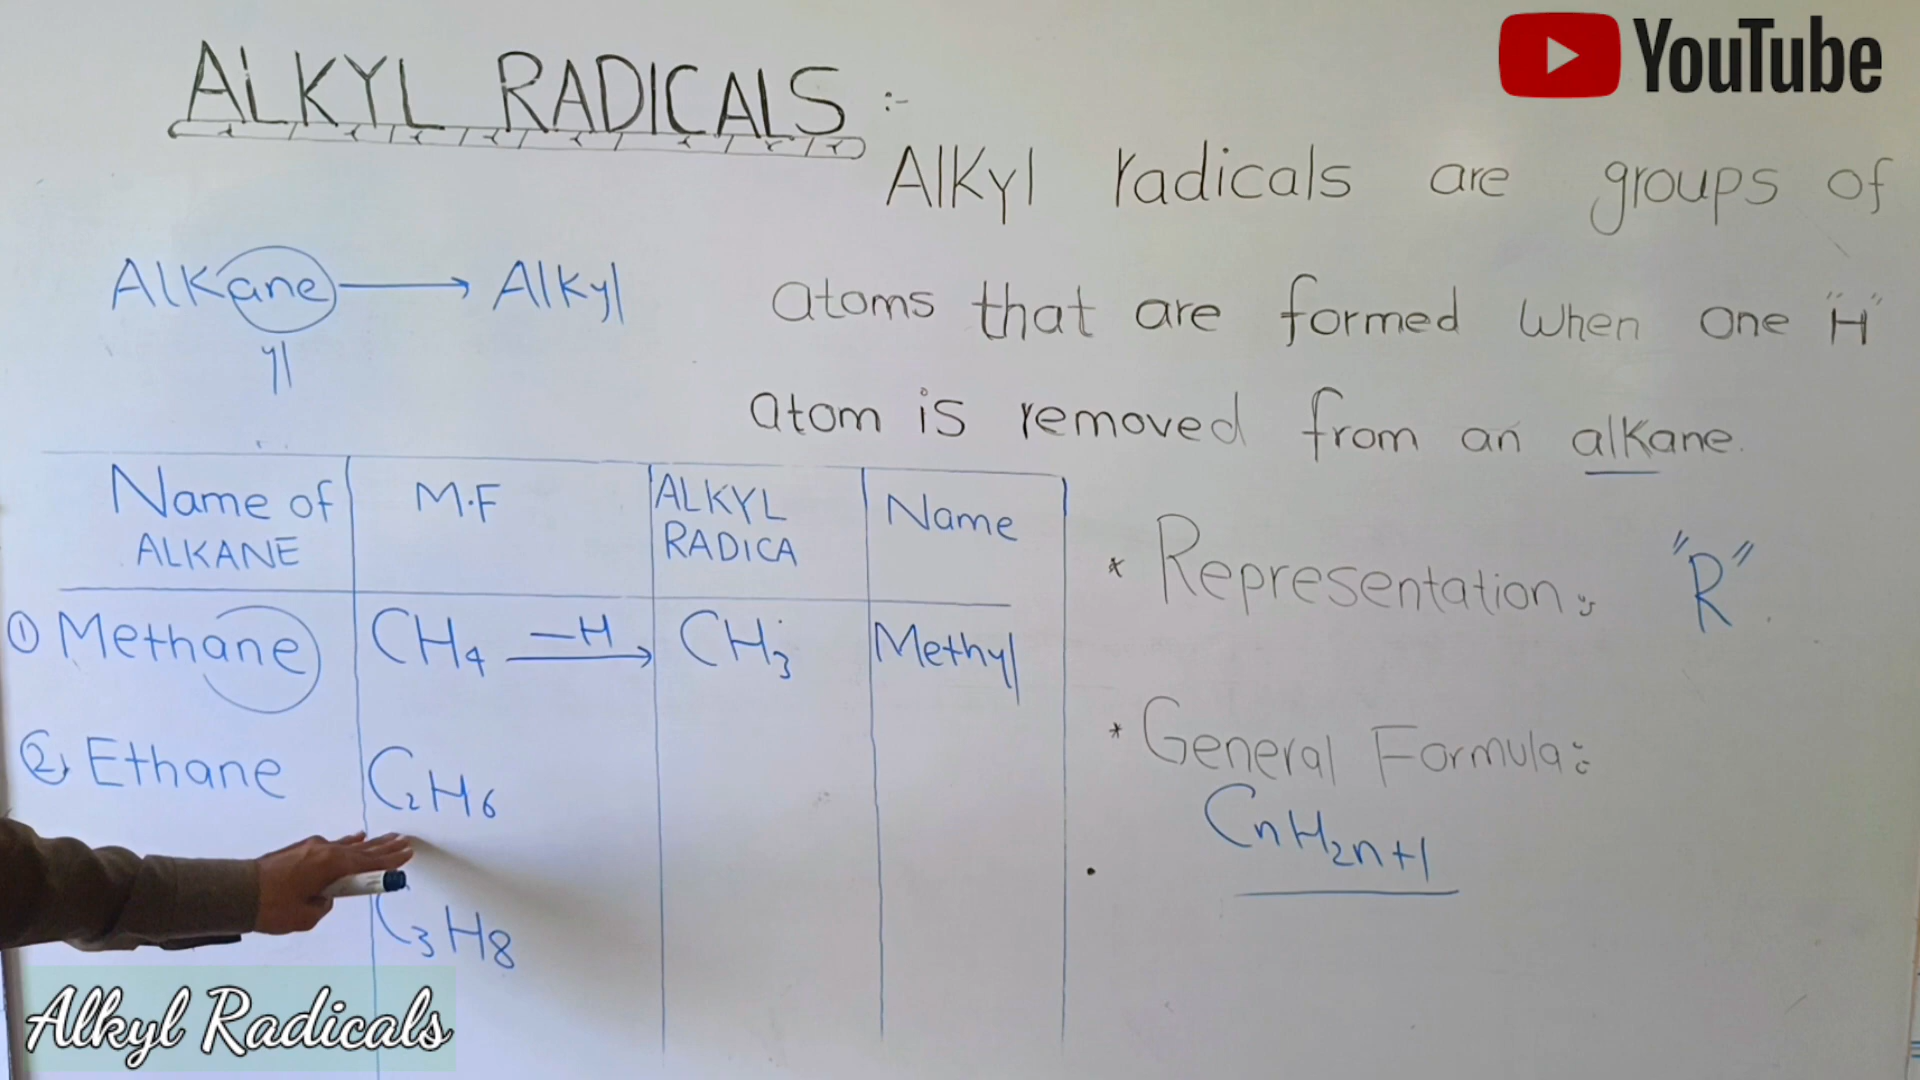 YouTube
ALKYL RADICALS :-
Alkyl radicals are groups of
atoms that are formed when one "H"
atom is removed from an alkane.
Alkane → Alkyl
yl
Name of ALKANE M.F ALKYL RADICA Name
① Methane CH₄ —H→ CH₃ Methyl
② Ethane C₂H₆
C₃H₈
* Representation: "R".
* General Formula:
CnH2n+1
Alkyl Radicals